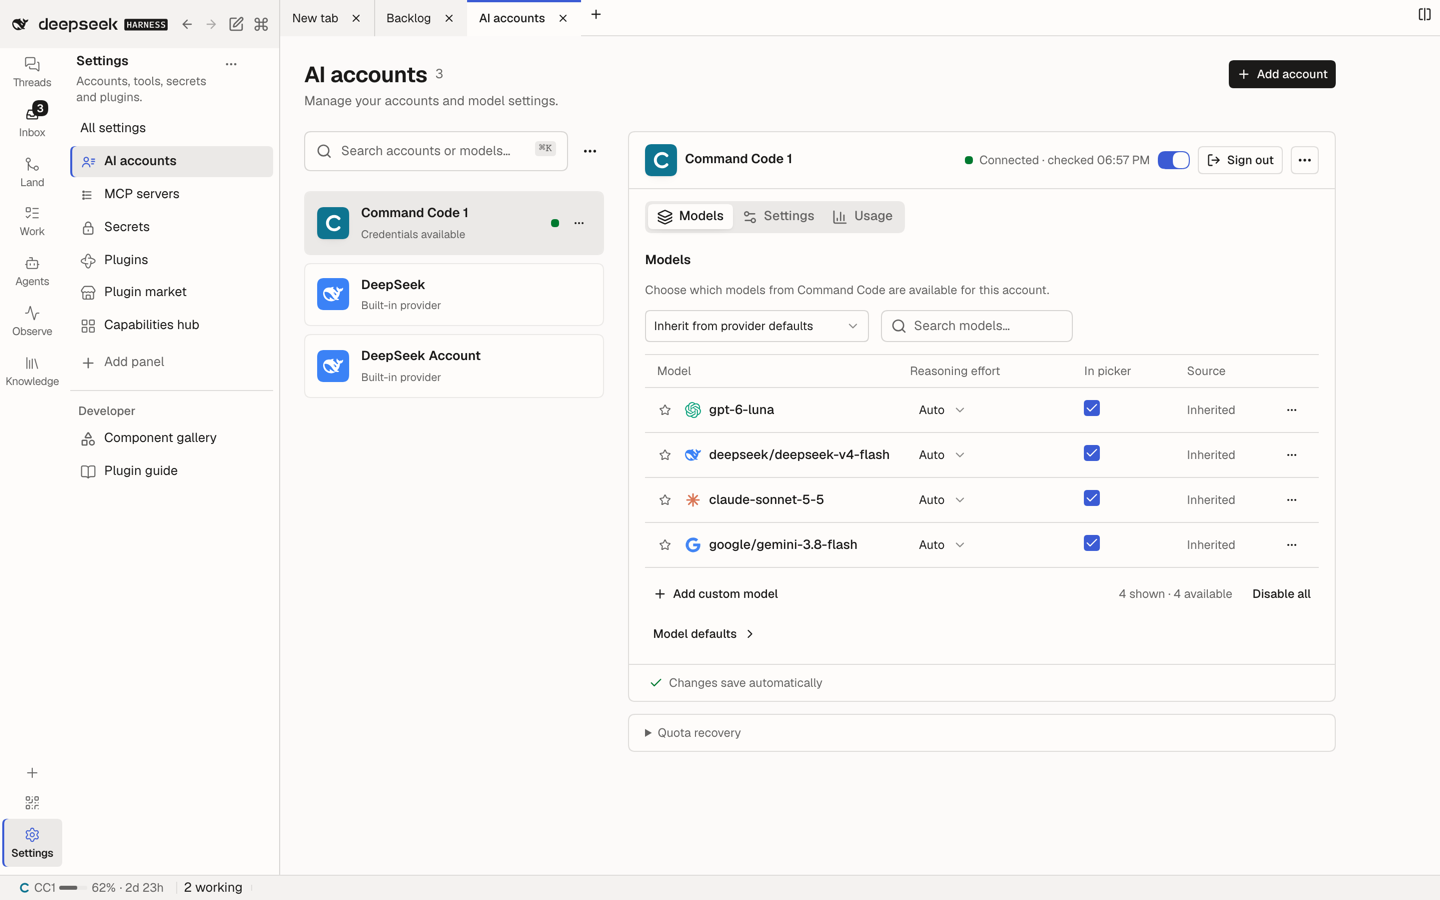 deepseek HARNESS
New tab
Backlog
AI accounts
Threads
3
Inbox
Land
Work
Agents
Observe
Knowledge
Settings
Settings
Accounts, tools, secrets
and plugins.
All settings
AI accounts
MCP servers
Secrets
Plugins
Plugin market
Capabilities hub
Add panel
Developer
Component gallery
Plugin guide
AI accounts 3
Manage your accounts and model settings.
Add account
Search accounts or models... ⌘K
Command Code 1
Credentials available
DeepSeek
Built-in provider
DeepSeek Account
Built-in provider
C Command Code 1
Connected · checked 06:57 PM
Sign out
Models Settings Usage
Models
Choose which models from Command Code are available for this account.
Inherit from provider defaults
Search models...
Model Reasoning effort In picker Source
gpt-6-luna Auto Inherited
deepseek/deepseek-v4-flash Auto Inherited
claude-sonnet-5-5 Auto Inherited
google/gemini-3.8-flash Auto Inherited
Add custom model 4 shown · 4 available Disable all
Model defaults
Changes save automatically
Quota recovery
CC1 62% · 2d 23h 2 working